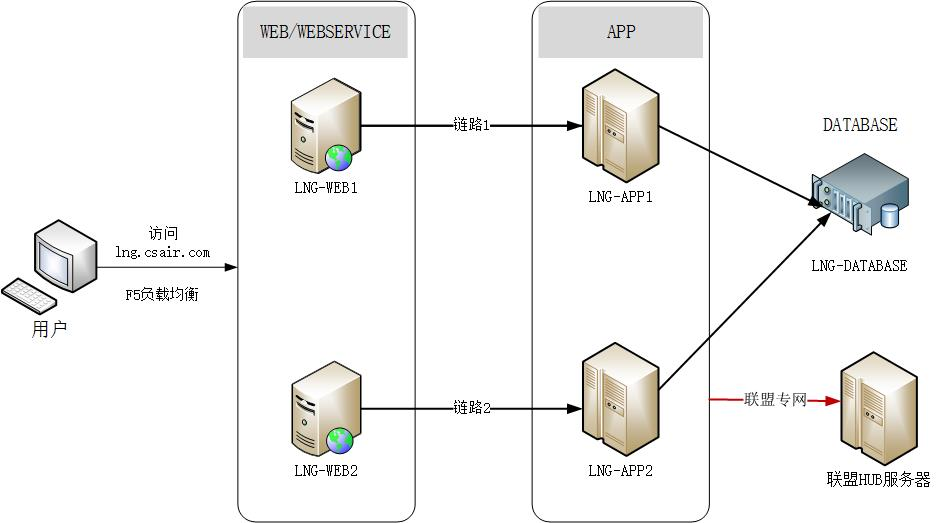 WEB/WEBSERVICE
APP
链路1
DATABASE
LNG-WEB1
LNG-APP1
访问
lng.csair.com
LNG-DATABASE
F5负载均衡
用户
联盟专网
链路2
LNG-WEB2
LNG-APP2
联盟HUB服务器